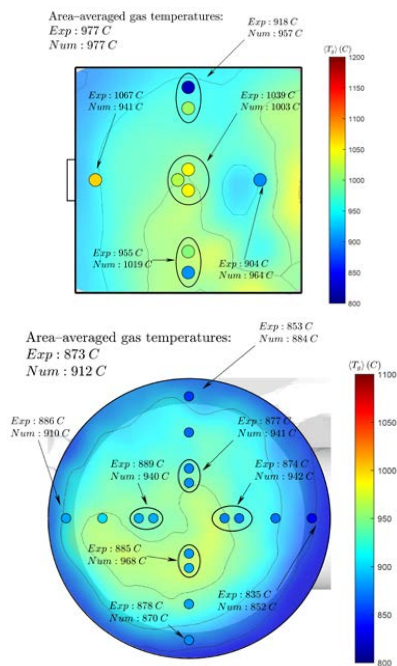 Area–averaged gas temperatures:
Exp : 977 C
Num : 977 C
Exp : 918 C
Num : 957 C
Exp : 1067 C
Num : 941 C
Exp : 1039 C
Num : 1003 C
Exp : 955 C
Num : 1019 C
Exp : 904 C
Num : 964 C
⟨Tg⟩ (C)
1200
1150
1100
1050
1000
950
900
850
800
Area–averaged gas temperatures:
Exp : 873 C
Num : 912 C
Exp : 853 C
Num : 884 C
Exp : 886 C
Num : 910 C
Exp : 877 C
Num : 941 C
Exp : 889 C
Num : 940 C
Exp : 874 C
Num : 942 C
Exp : 885 C
Num : 968 C
Exp : 878 C
Num : 870 C
Exp : 835 C
Num : 852 C
⟨Tg⟩ (C)
1100
1050
1000
950
900
850
800